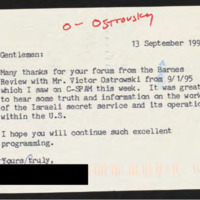 O- Ostrovsky
13 September 199
Gentlemen:
Many thanks for your forum from the Barnes
Review with Mr. Victor Ostrowski from 9/1/95
which I saw on C-SPAM this week. It was great
to hear some truth and information on the work
of the Israeli secret service and its operation
within the U.S.
I hope you will continue such excellent
programming.
Yours truly,